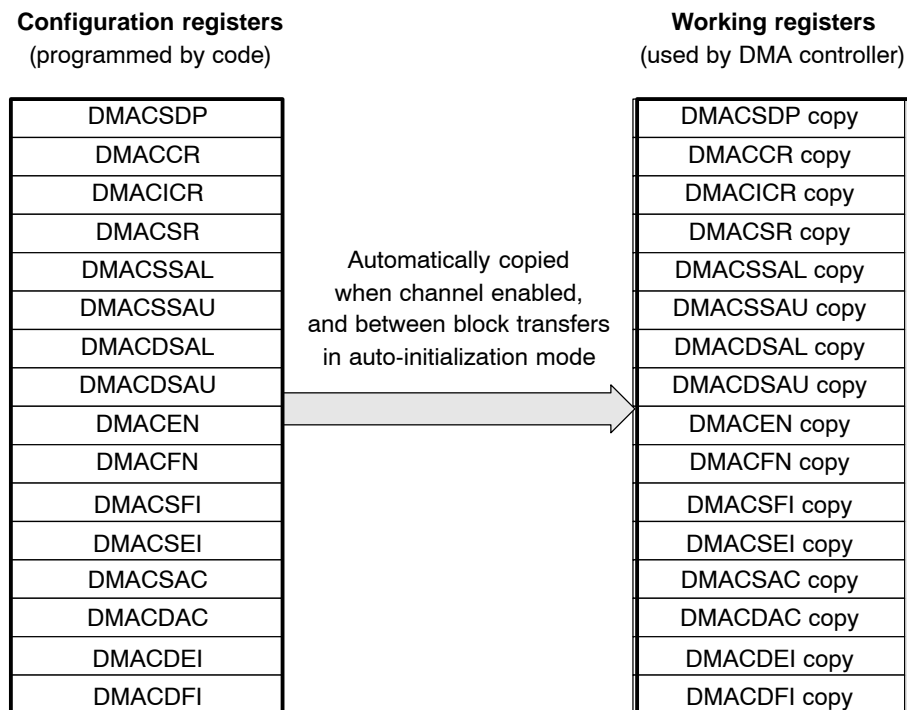 Configuration registers
(programmed by code)
DMACSDP
DMACCR
DMACICR
DMACSR
DMACSSAL
DMACSSAU
DMACDSAL
DMACDSAU
DMACEN
DMACFN
DMACSFI
DMACSEI
DMACSAC
DMACDAC
DMACDEI
DMACDFI
Automatically copied
when channel enabled,
and between block transfers
in auto-initialization mode
Working registers
(used by DMA controller)
DMACSDP copy
DMACCR copy
DMACICR copy
DMACSR copy
DMACSSAL copy
DMACSSAU copy
DMACDSAL copy
DMACDSAU copy
DMACEN copy
DMACFN copy
DMACSFI copy
DMACSEI copy
DMACSAC copy
DMACDAC copy
DMACDEI copy
DMACDFI copy